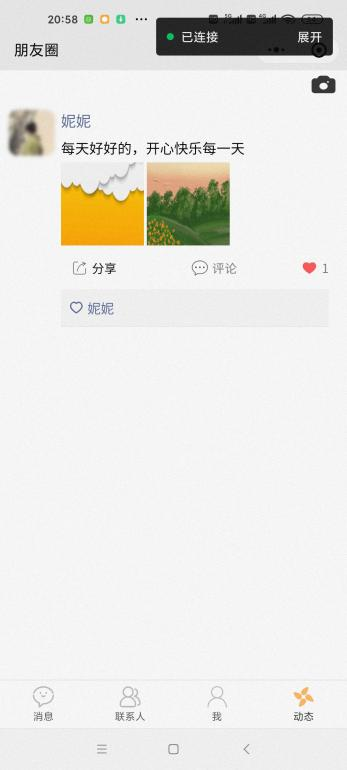 20:58
已连接 展开
朋友圈
妮妮
每天好好的，开心快乐每一天
分享 评论 1
妮妮
消息 联系人 我 动态